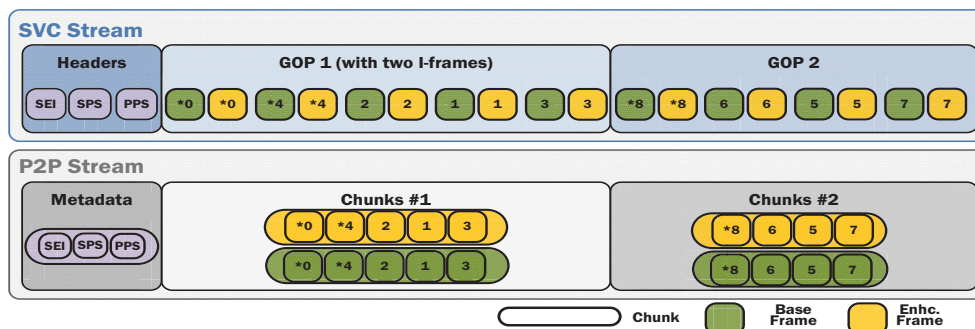 SVC Stream
Headers
GOP 1 (with two I-frames)
GOP 2
SEI SPS PPS *0 *0 *4 *4 2 2 1 1 3 3 *8 *8 6 6 5 5 7 7
P2P Stream
Metadata
Chunks #1
Chunks #2
SEI SPS PPS
*0 *4 2 1 3
*0 *4 2 1 3
*8 6 5 7
*8 6 5 7
Chunk
Base
Frame
Enhc.
Frame